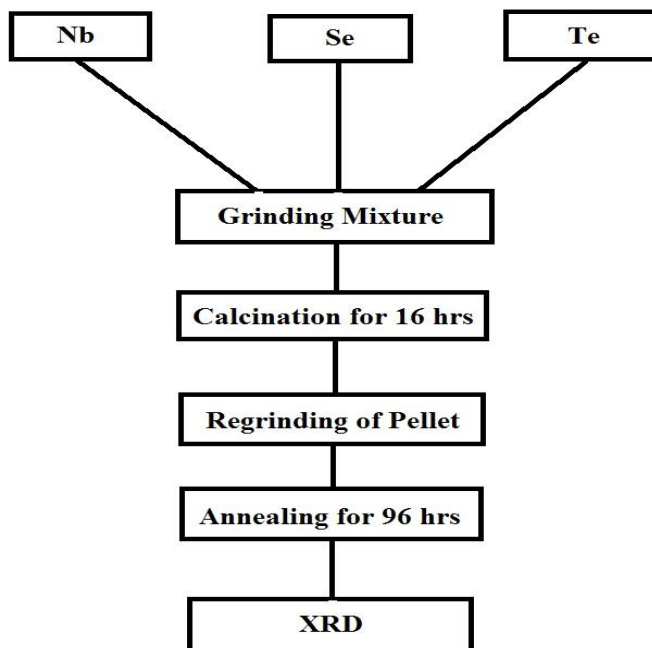 Nb
Se
Te
Grinding Mixture
Calcination for 16 hrs
Regrinding of Pellet
Annealing for 96 hrs
XRD